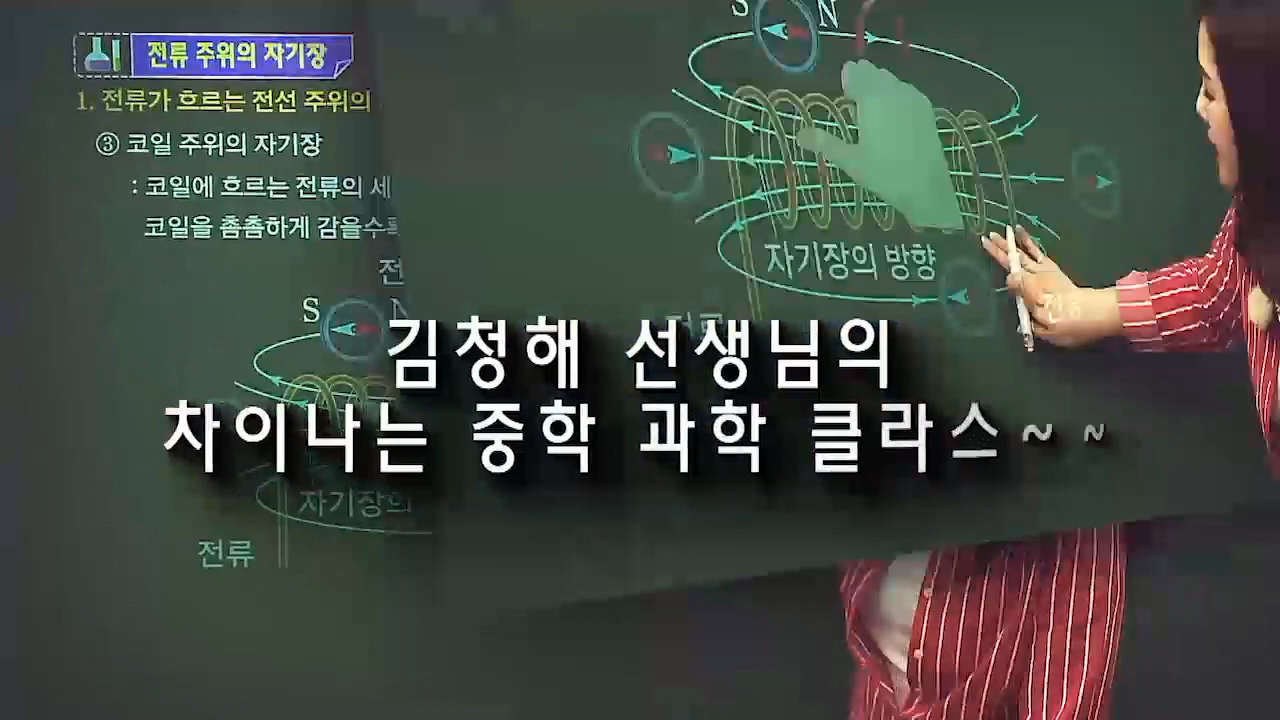 전류 주위의 자기장
1. 전류가 흐르는 전선 주위의
③ 코일 주위의 자기장
: 코일에 흐르는 전류의 세
코일을 촘촘하게 감을수록
S N
자기장의 방향
S
김청해 선생님의
차이나는 중학 과학 클라스~ ~
자기장의
전류